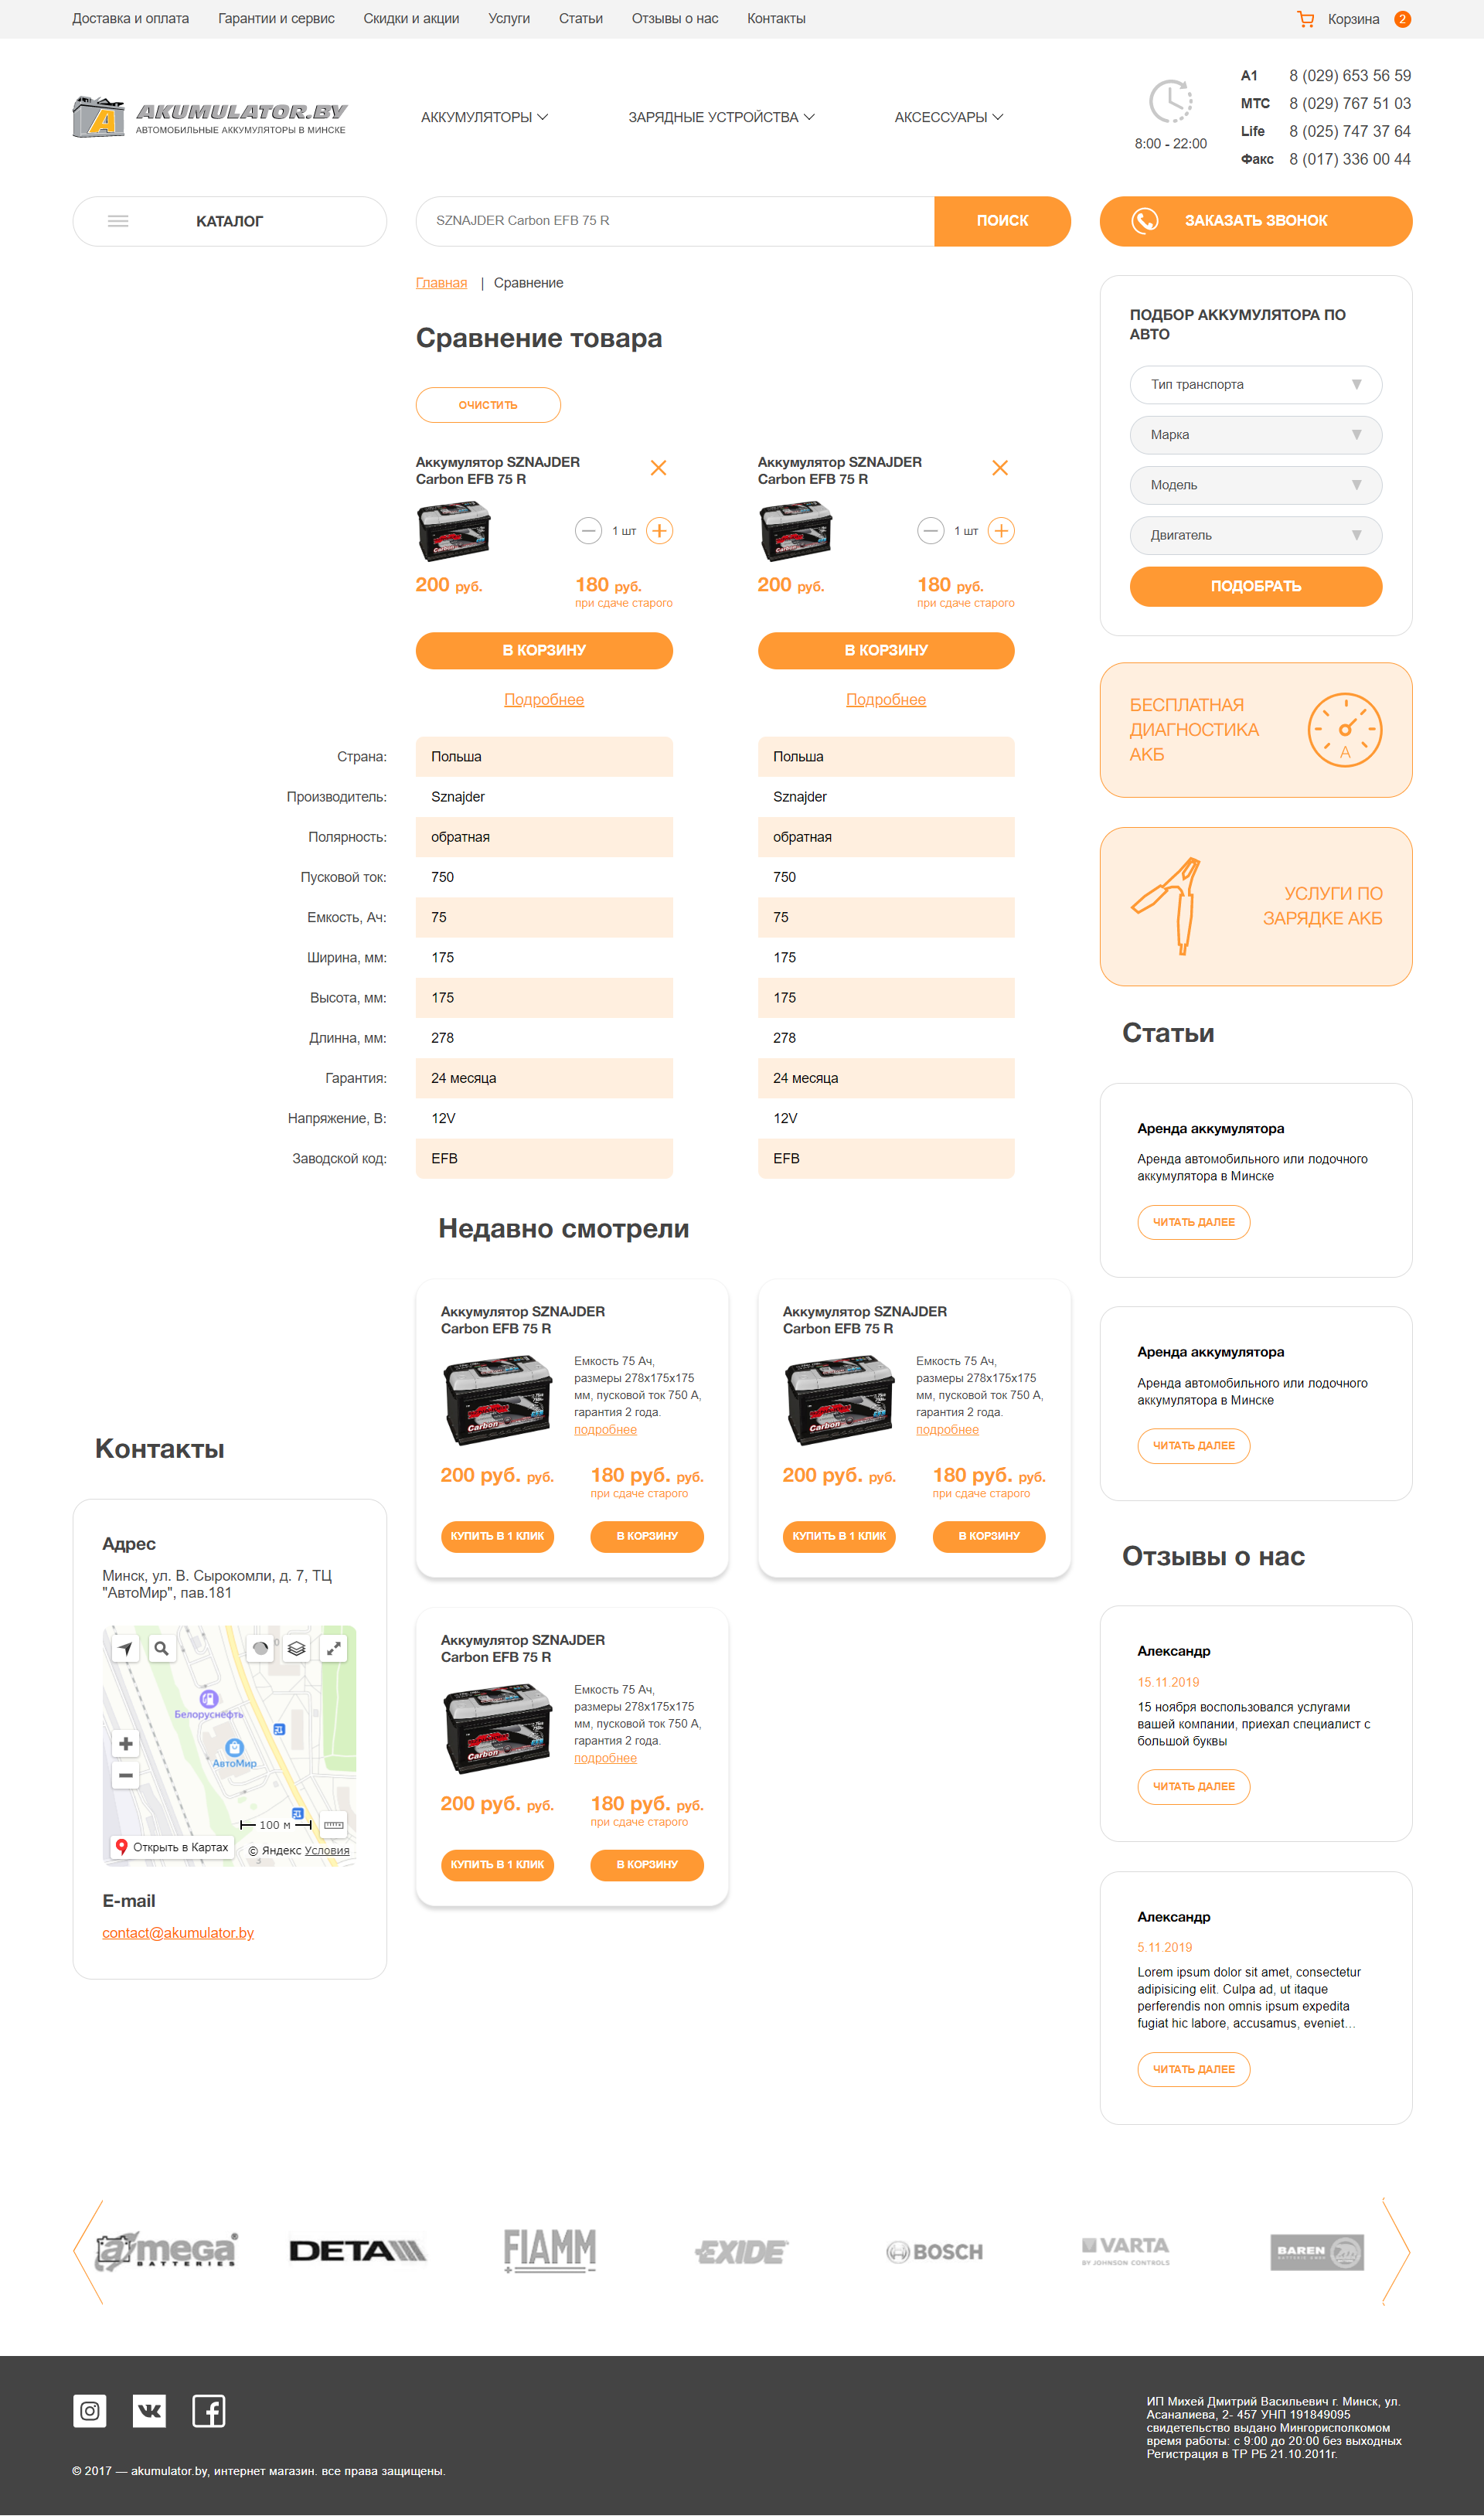 Доставка и оплата Гарантии и сервис Скидки и акции Услуги Статьи Отзывы о нас Контакты Корзина 2
AKUMULATOR.BY
АВТОМОБИЛЬНЫЕ АККУМУЛЯТОРЫ В МИНСКЕ
АККУМУЛЯТОРЫ ЗАРЯДНЫЕ УСТРОЙСТВА АКСЕССУАРЫ
8:00 - 22:00
A1 8 (029) 653 56 59
МТС 8 (029) 767 51 03
Life 8 (025) 747 37 64
Факс 8 (017) 336 00 44
КАТАЛОГ
SZNAJDER Carbon EFB 75 R ПОИСК
ЗАКАЗАТЬ ЗВОНОК
Главная | Сравнение
Сравнение товара
ОЧИСТИТЬ
Аккумулятор SZNAJDER
Carbon EFB 75 R
1 шт
200 руб. 180 руб.
при сдаче старого
В КОРЗИНУ
Подробнее
Аккумулятор SZNAJDER
Carbon EFB 75 R
1 шт
200 руб. 180 руб.
при сдаче старого
В КОРЗИНУ
Подробнее
Страна: Польша Польша
Производитель: Sznajder Sznajder
Полярность: обратная обратная
Пусковой ток: 750 750
Емкость, Ач: 75 75
Ширина, мм: 175 175
Высота, мм: 175 175
Длинна, мм: 278 278
Гарантия: 24 месяца 24 месяца
Напряжение, В: 12V 12V
Заводской код: EFB EFB
Недавно смотрели
Аккумулятор SZNAJDER
Carbon EFB 75 R
Carbon
Емкость 75 Ач,
размеры 278x175x175
мм, пусковой ток 750 А,
гарантия 2 года.
подробнее
200 руб. руб. 180 руб. руб.
при сдаче старого
КУПИТЬ В 1 КЛИК В КОРЗИНУ
Аккумулятор SZNAJDER
Carbon EFB 75 R
Carbon
Емкость 75 Ач,
размеры 278x175x175
мм, пусковой ток 750 А,
гарантия 2 года.
подробнее
200 руб. руб. 180 руб. руб.
при сдаче старого
КУПИТЬ В 1 КЛИК В КОРЗИНУ
Аккумулятор SZNAJDER
Carbon EFB 75 R
Carbon
Емкость 75 Ач,
размеры 278x175x175
мм, пусковой ток 750 А,
гарантия 2 года.
подробнее
200 руб. руб. 180 руб. руб.
при сдаче старого
КУПИТЬ В 1 КЛИК В КОРЗИНУ
Контакты
Адрес
Минск, ул. В. Сырокомли, д. 7, ТЦ
"АвтоМир", пав.181
Белоруснефть
АвтоМир
100 м
Открыть в Картах
© Яндекс Условия
E-mail
contact@akumulator.by
ПОДБОР АККУМУЛЯТОРА ПО
АВТО
Тип транспорта
Марка
Модель
Двигатель
ПОДОБРАТЬ
БЕСПЛАТНАЯ
ДИАГНОСТИКА
АКБ
A
УСЛУГИ ПО
ЗАРЯДКЕ АКБ
Статьи
Аренда аккумулятора
Аренда автомобильного или лодочного
аккумулятора в Минске
ЧИТАТЬ ДАЛЕЕ
Аренда аккумулятора
Аренда автомобильного или лодочного
аккумулятора в Минске
ЧИТАТЬ ДАЛЕЕ
Отзывы о нас
Александр
15.11.2019
15 ноября воспользовался услугами
вашей компании, приехал специалист с
большой буквы
ЧИТАТЬ ДАЛЕЕ
Александр
5.11.2019
Lorem ipsum dolor sit amet, consectetur
adipisicing elit. Culpa ad, ut itaque
perferendis non omnis ipsum expedita
fugiat hic labore, accusamus, eveniet...
ЧИТАТЬ ДАЛЕЕ
a/mega
BATTERIES
DETA
FIAMM
EXIDE
BOSCH
VARTA
BY JOHNSON CONTROLS
BAREN
© 2017 — akumulator.by, интернет магазин. все права защищены.
ИП Михей Дмитрий Васильевич г. Минск, ул.
Асаналиева, 2- 457 УНП 191849095
свидетельство выдано Мингорисполкомом
время работы: с 9:00 до 20:00 без выходных
Регистрация в ТР РБ 21.10.2011г.